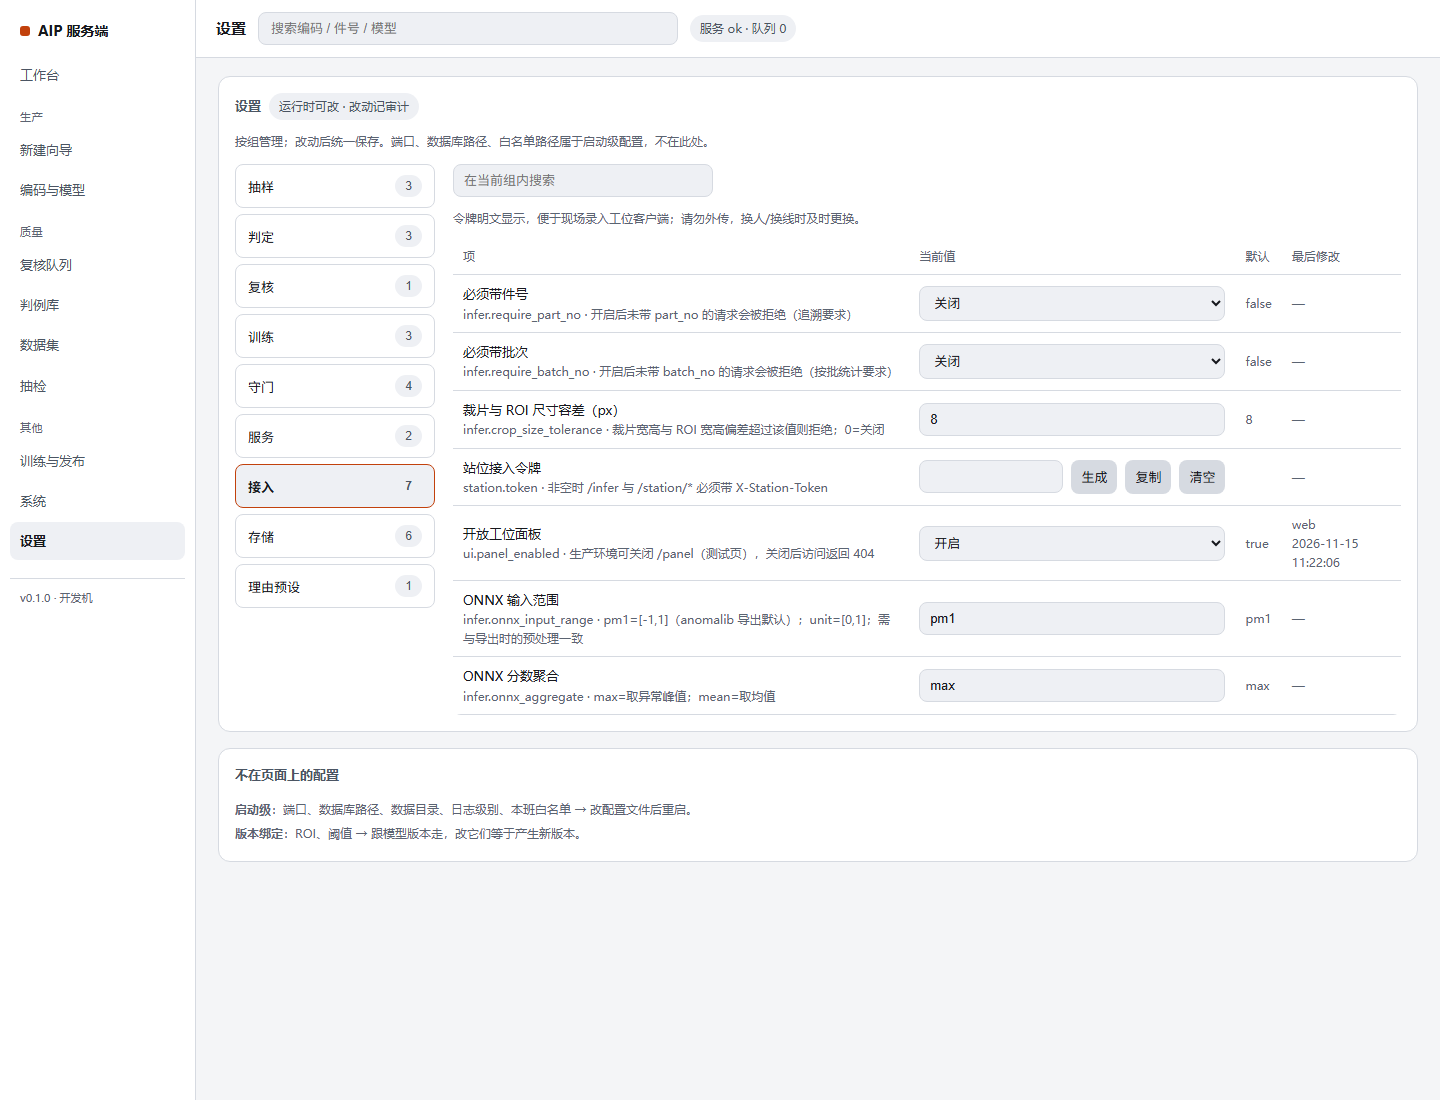 AIP 服务端
工作台
生产
新建向导
编码与模型
质量
复核队列
判例库
数据集
抽检
其他
训练与发布
系统
设置
v0.1.0 · 开发机
设置
搜索编码 / 件号 / 模型
服务 ok · 队列 0
设置
运行时可改 · 改动记审计
按组管理；改动后统一保存。端口、数据库路径、白名单路径属于启动级配置，不在此处。
抽样 3
判定 3
复核 1
训练 3
守门 4
服务 2
接入 7
存储 6
理由预设 1
在当前组内搜索
令牌明文显示，便于现场录入工位客户端；请勿外传，换人/换线时及时更换。
项 当前值 默认 最后修改
必须带件号
infer.require_part_no · 开启后未带 part_no 的请求会被拒绝（追溯要求）
关闭 false —
必须带批次
infer.require_batch_no · 开启后未带 batch_no 的请求会被拒绝（按批统计要求）
关闭 false —
裁片与 ROI 尺寸容差（px）
infer.crop_size_tolerance · 裁片宽高与 ROI 宽高偏差超过该值则拒绝；0=关闭
8 8 —
站位接入令牌
station.token · 非空时 /infer 与 /station/* 必须带 X-Station-Token
生成 复制 清空 —
开放工位面板
ui.panel_enabled · 生产环境可关闭 /panel（测试页），关闭后访问返回 404
开启 true
web
2026-11-15
11:22:06
ONNX 输入范围
infer.onnx_input_range · pm1=[-1,1]（anomalib 导出默认）；unit=[0,1]；需
与导出时的预处理一致
pm1 pm1 —
ONNX 分数聚合
infer.onnx_aggregate · max=取异常峰值；mean=取均值
max max —
不在页面上的配置
启动级：端口、数据库路径、数据目录、日志级别、本班白名单 → 改配置文件后重启。
版本绑定：ROI、阈值 → 跟模型版本走，改它们等于产生新版本。